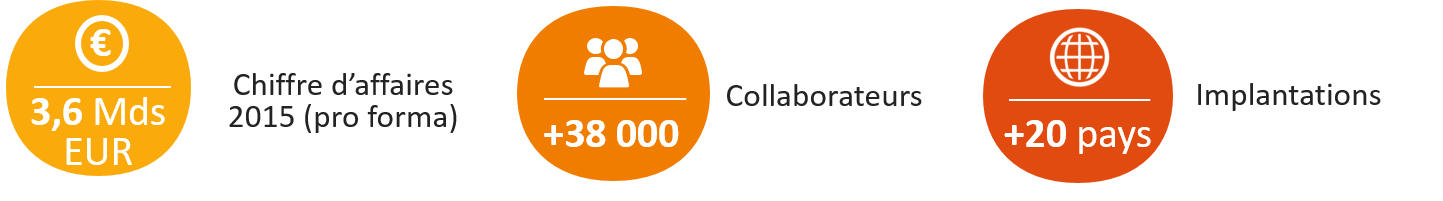 €
3,6 Mds
EUR
Chiffre d’affaires
2015 (pro forma)
+38 000
Collaborateurs
+20 pays
Implantations